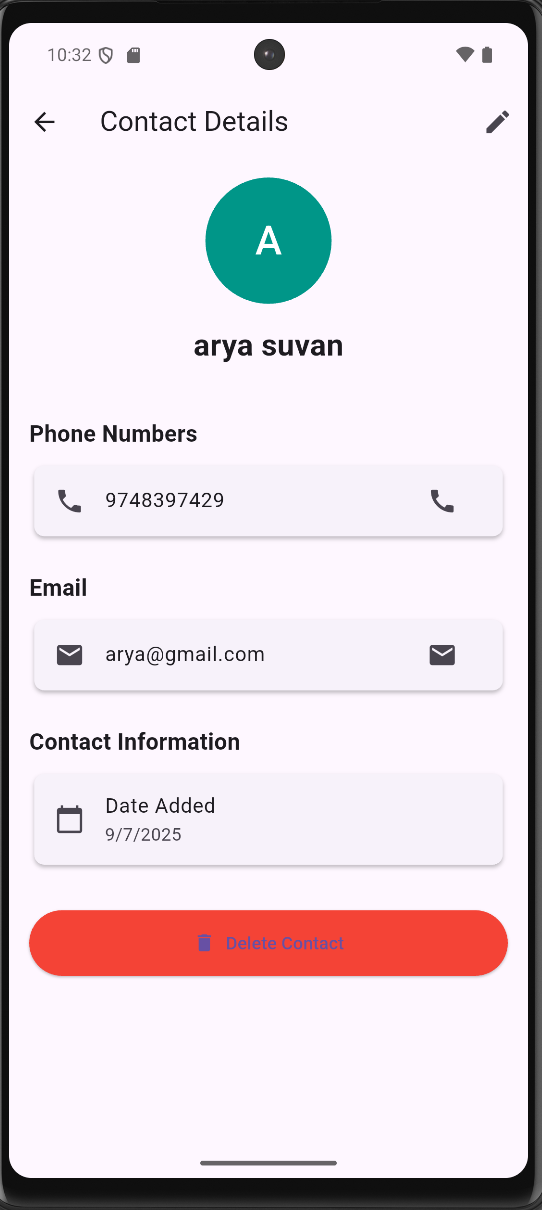 10:32
Contact Details
A
arya suvan
Phone Numbers
9748397429
Email
arya@gmail.com
Contact Information
Date Added
9/7/2025
Delete Contact